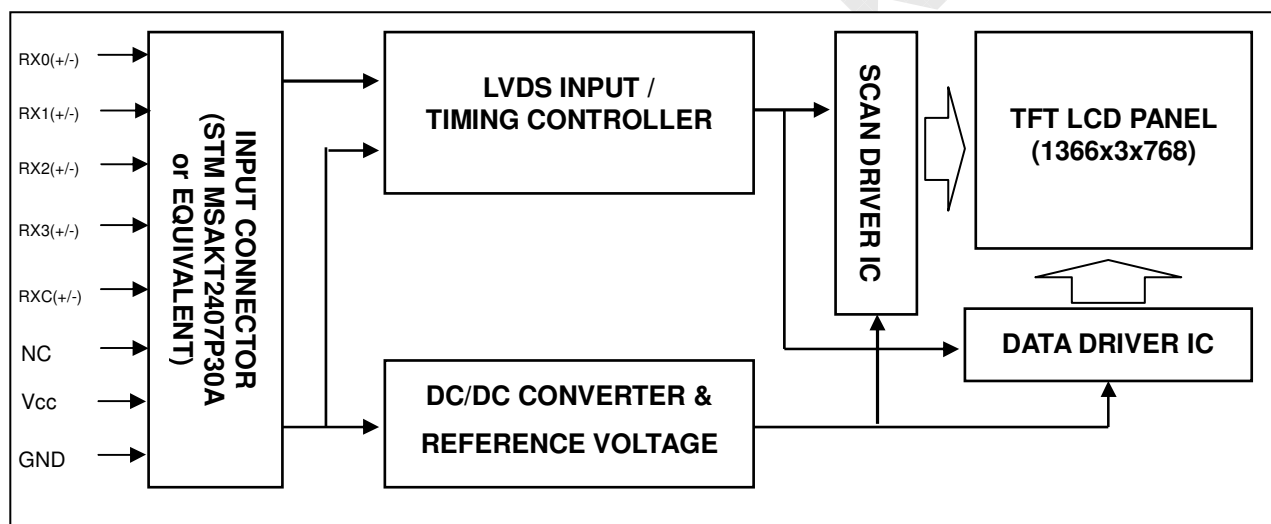 RX0(+/-)
RX1(+/-)
RX2(+/-)
RX3(+/-)
RXC(+/-)
NC
Vcc
GND
INPUT CONNECTOR
(STM MSAKT2407P30A
or EQUIVALENT)
LVDS INPUT /
TIMING CONTROLLER
DC/DC CONVERTER &
REFERENCE VOLTAGE
SCAN DRIVER IC
TFT LCD PANEL
(1366x3x768)
DATA DRIVER IC